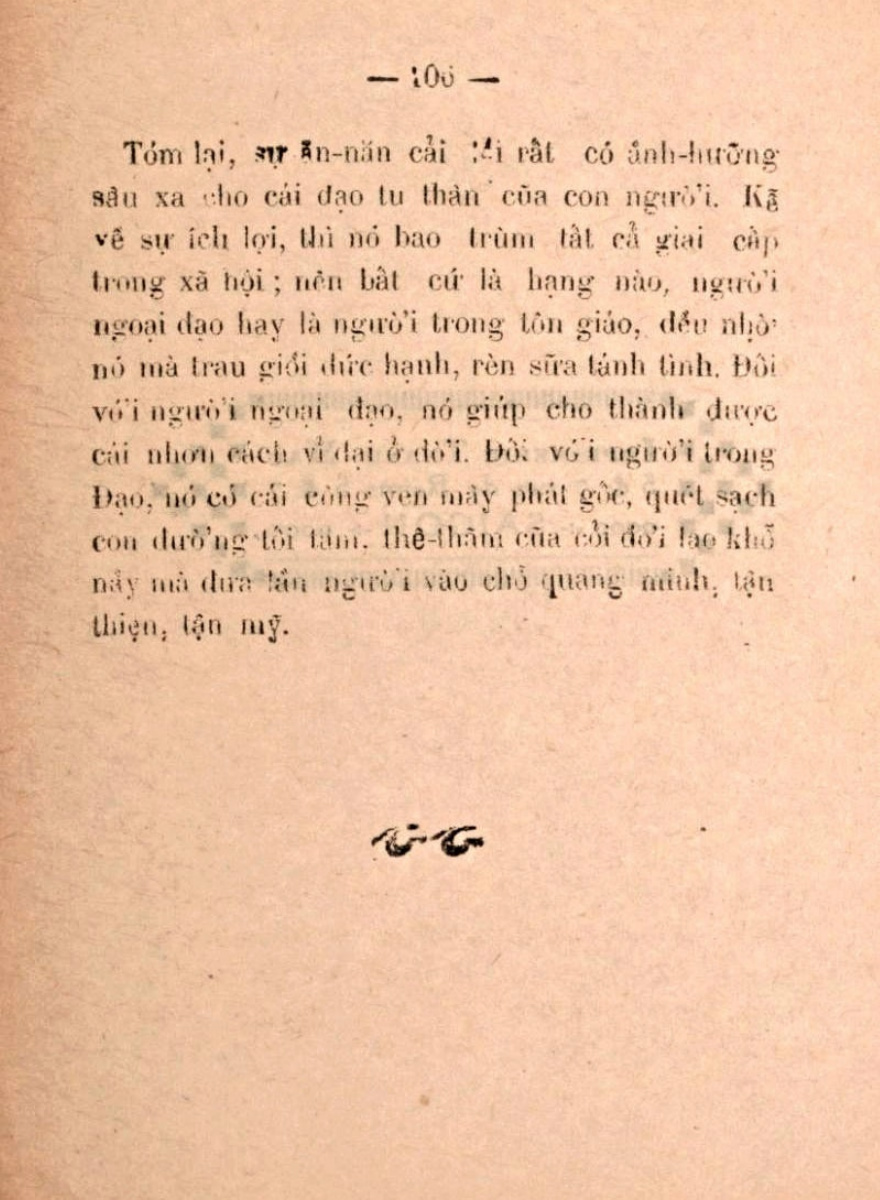 — 106 —
Tóm lại, sự ăn-năn cải hối rất có ảnh-hưỡng
sâu xa cho cái đạo tu thân cũa con người. Kễ
về sự ích lợi, thì nó bao trùm tất cả giai cấp
trong xã hội ; nên bất cứ là hạng nào, người
ngoại đạo hay là người trong tôn giáo, đều nhờ
nó mà trau giồi đức hạnh, rèn sữa tánh tình. Đối
với người ngoại đạo, nó giúp cho thành được
cái nhơn cách vỉ đại ở đời. Đối với người trong
Đạo, nó có cái công vẹn mây phát gốc, quét sạch
con đường tối tăm, thê-thãm cũa cỏi đời lao khổ
nầy mà đưa lần người vào chỗ quang minh, tận
thiện, tận mỹ.